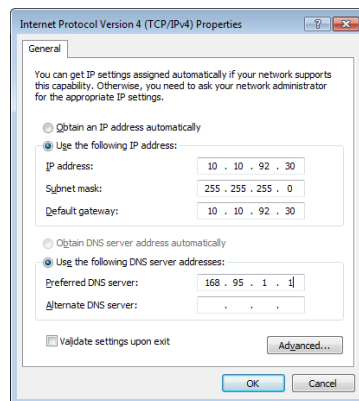 Internet Protocol Version 4 (TCP/IPv4) Properties
General
You can get IP settings assigned automatically if your network supports
this capability. Otherwise, you need to ask your network administrator
for the appropriate IP settings.
Obtain an IP address automatically
Use the following IP address:
IP address: 10 . 10 . 92 . 30
Subnet mask: 255 . 255 . 255 . 0
Default gateway: 10 . 10 . 92 . 30
Obtain DNS server address automatically
Use the following DNS server addresses:
Preferred DNS server: 168 . 95 . 1 . 1
Alternate DNS server: . . .
Validate settings upon exit
Advanced...
OK Cancel